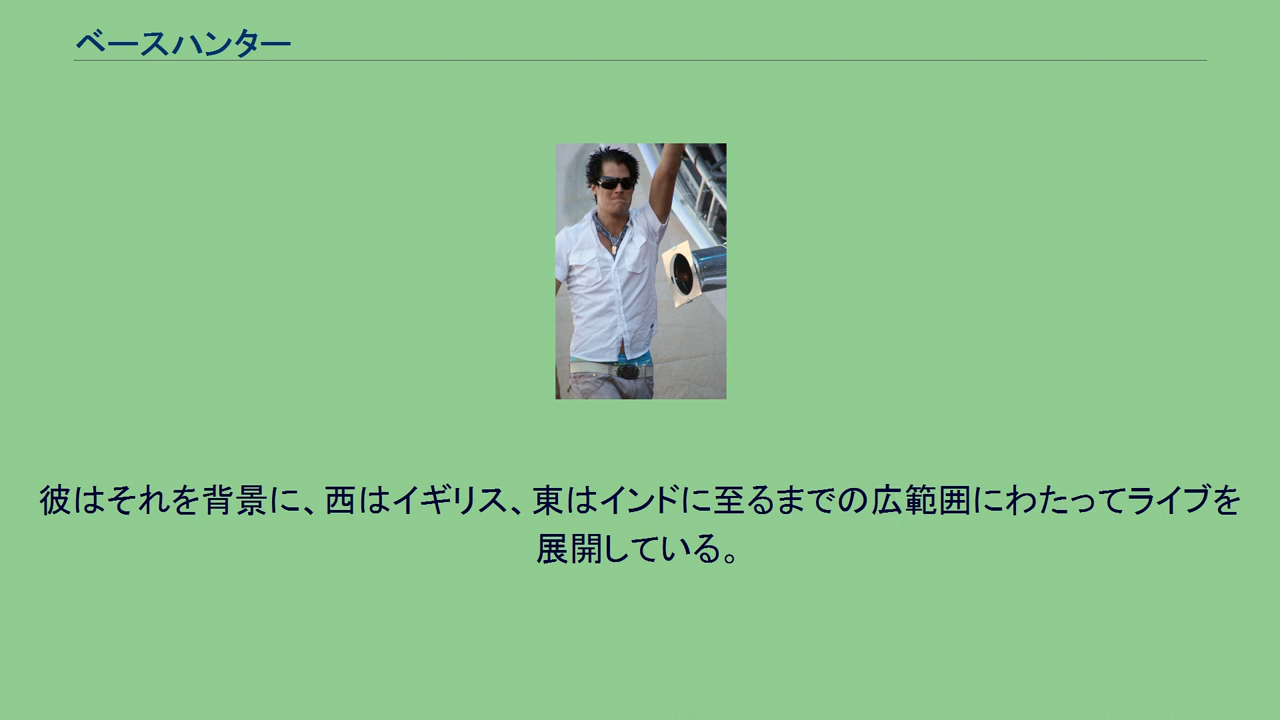 ベースハンター
彼はそれを背景に、西はイギリス、東はインドに至るまでの広範囲にわたってライブを
展開している。